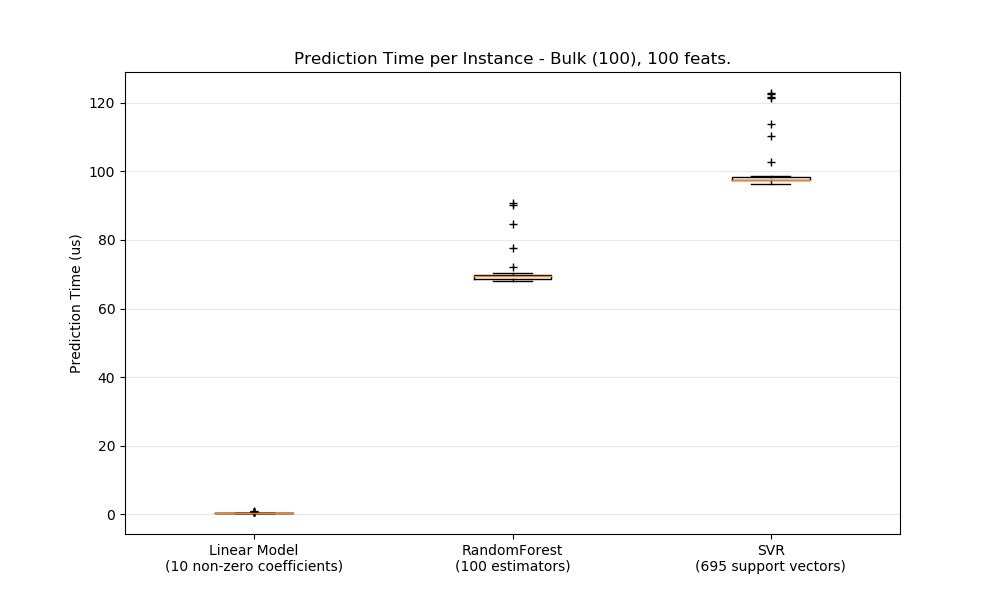 Prediction Time per Instance - Bulk (100), 100 feats.
Prediction Time (us)
120
100
80
60
40
20
0
Linear Model
(10 non-zero coefficients)
RandomForest
(100 estimators)
SVR
(695 support vectors)